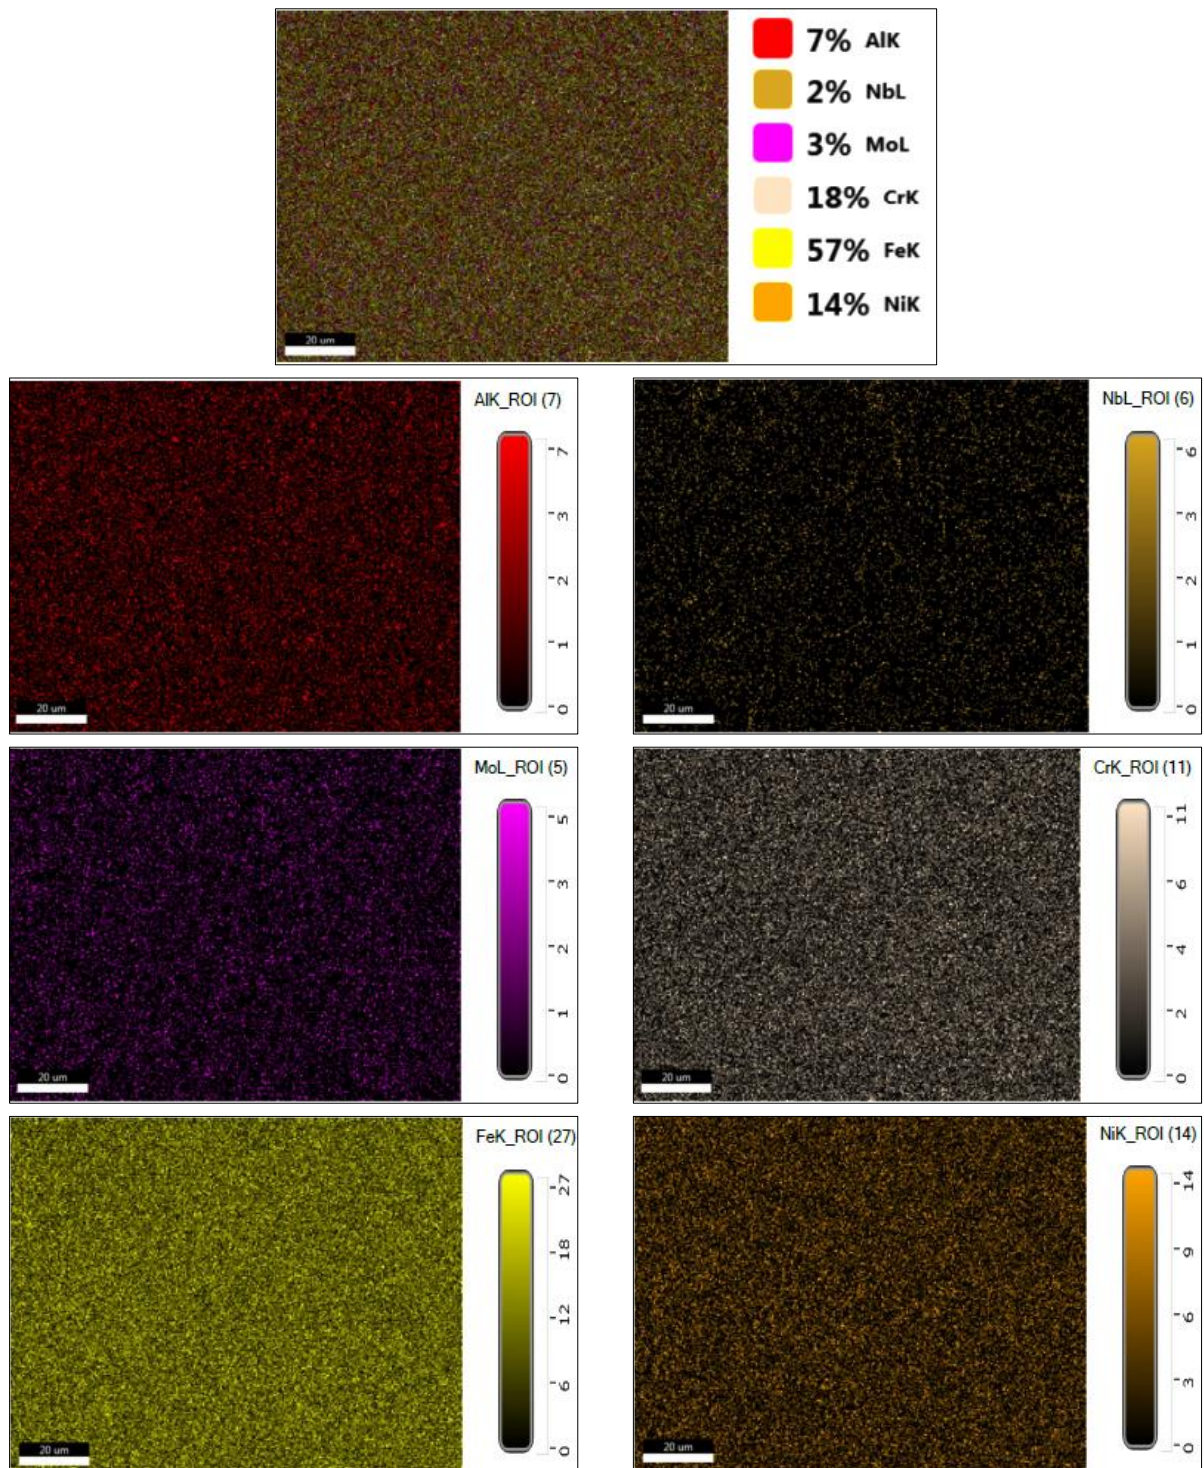 7% AlK
2% NbL
3% MoL
18% CrK
57% FeK
14% NiK
20 um
AlK_ROI (7)
7
3
2
1
0
20 um
NbL_ROI (6)
6
3
2
1
0
20 um
MoL_ROI (5)
5
3
2
1
0
20 um
CrK_ROI (11)
11
6
4
2
0
20 um
FeK_ROI (27)
27
18
12
6
0
20 um
NiK_ROI (14)
14
9
6
3
0
20 um